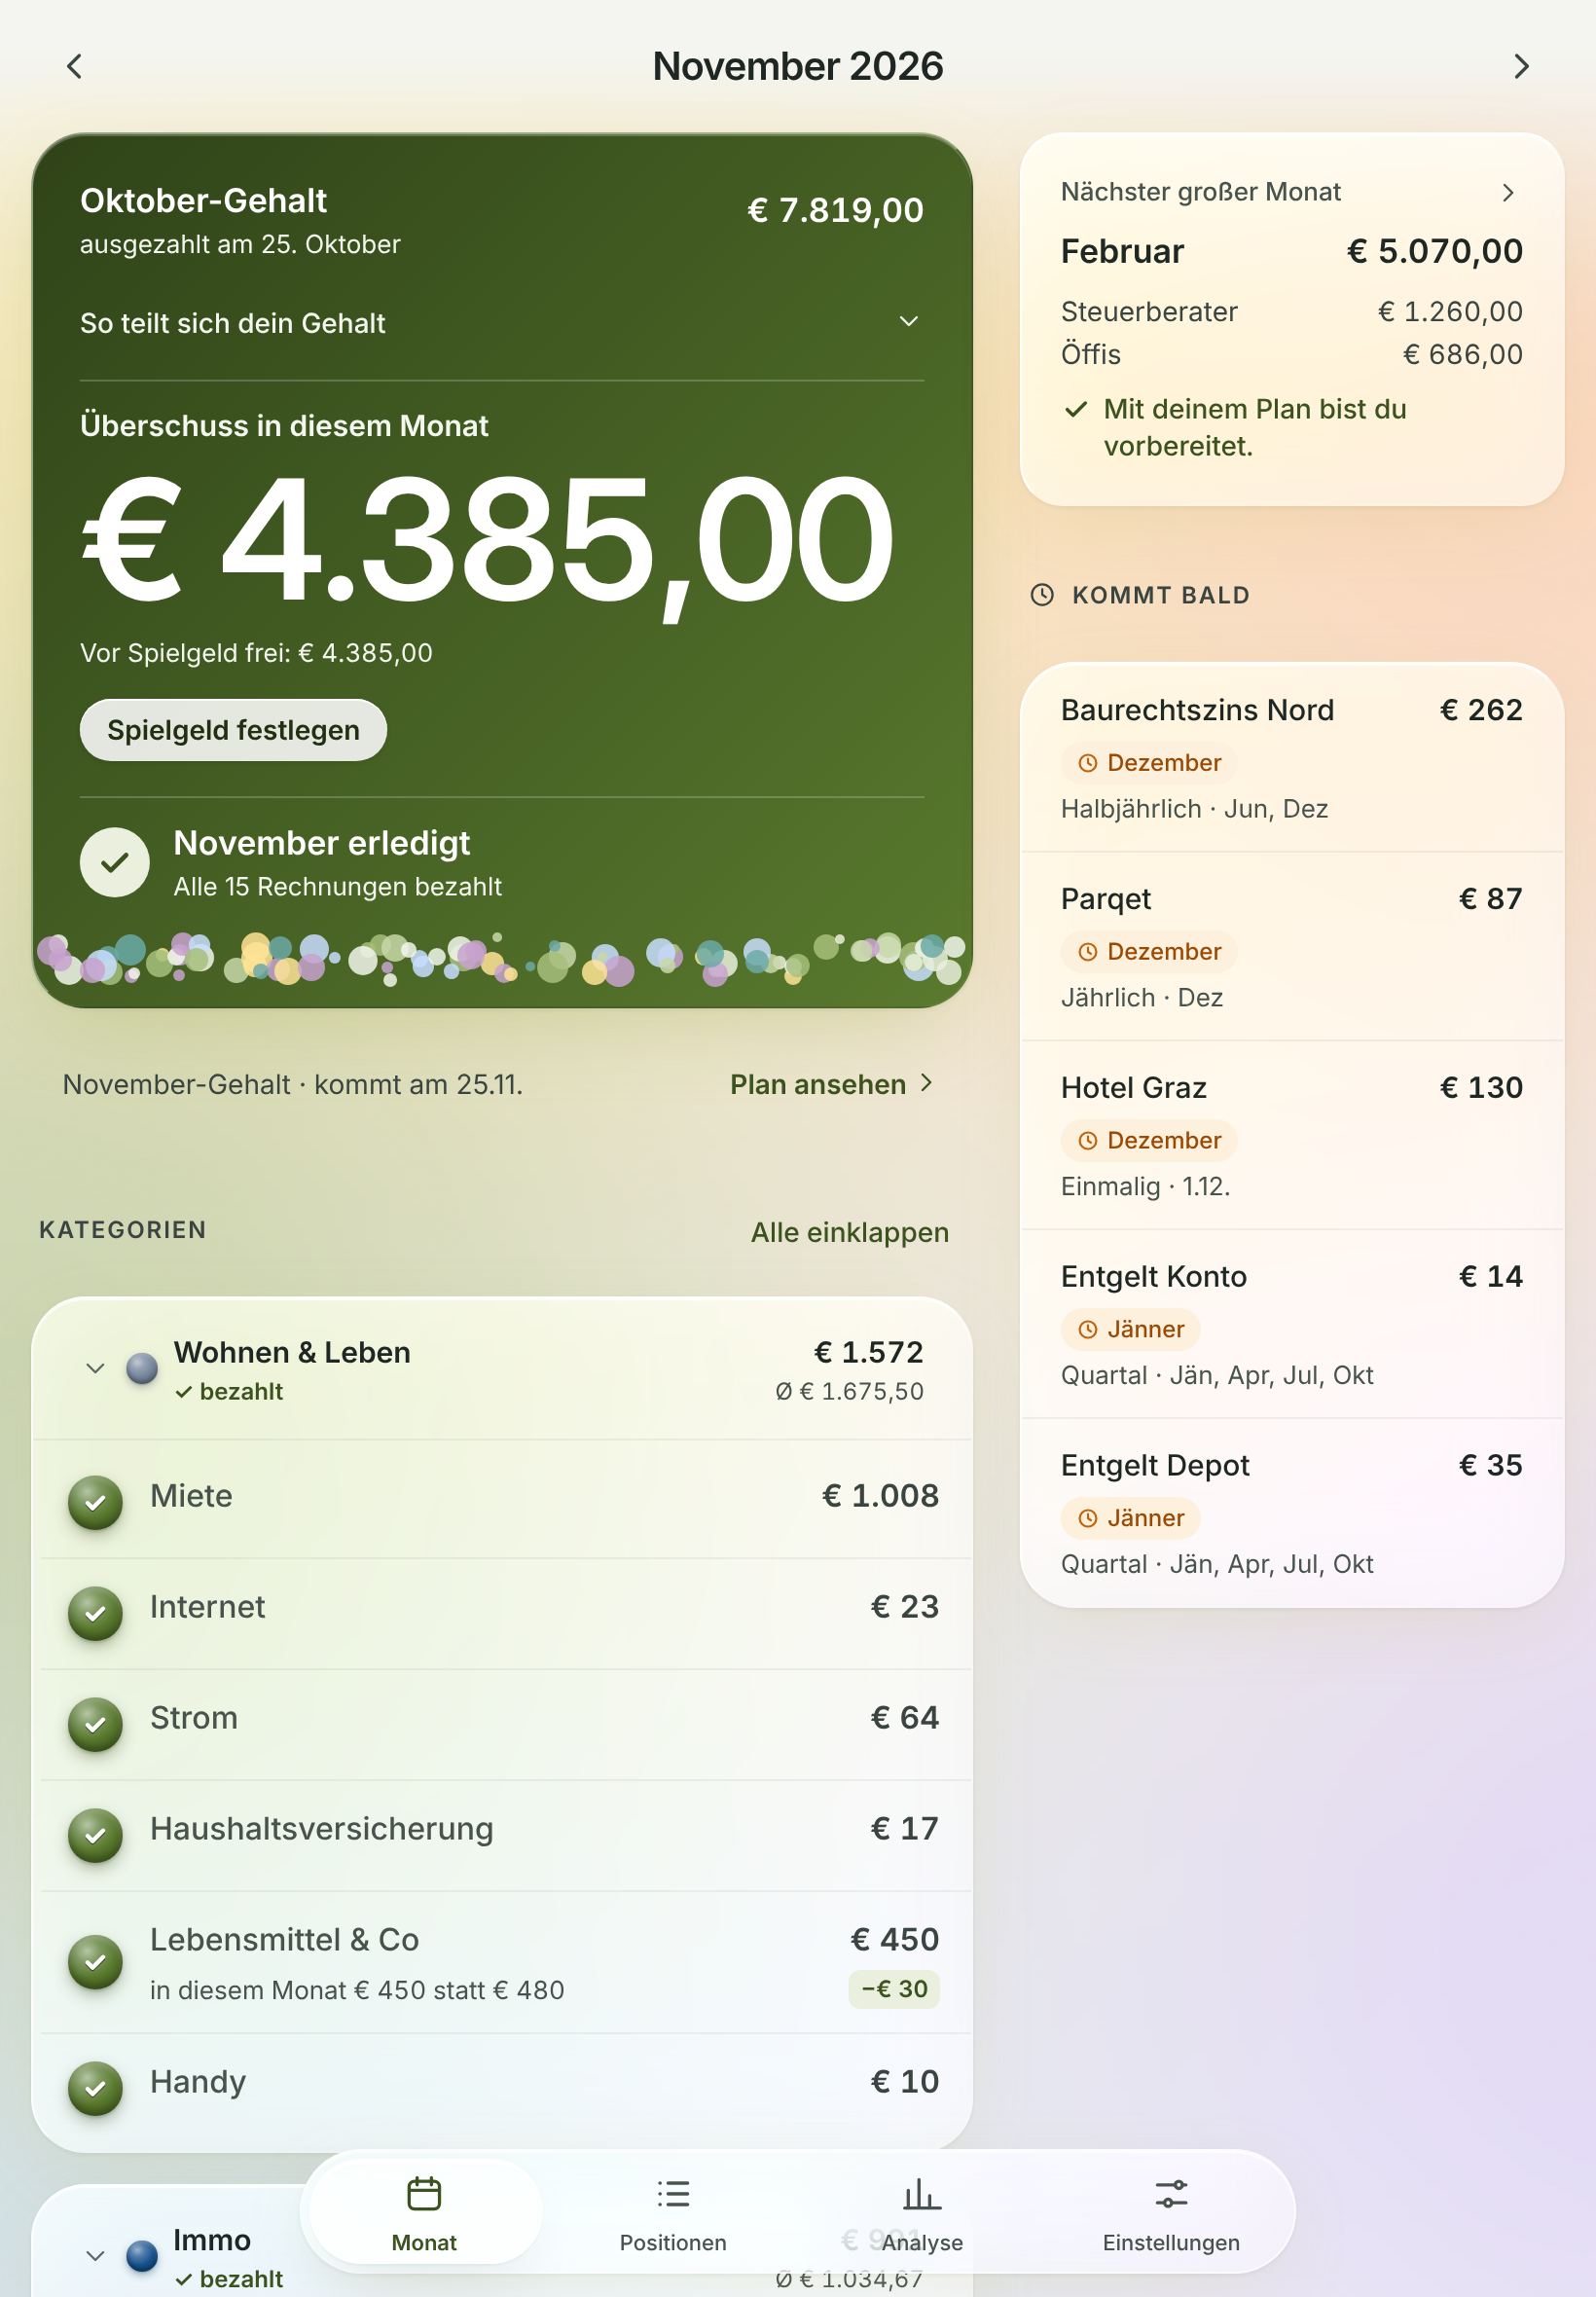 November 2026
Oktober-Gehalt
€ 7.819,00
ausgezahlt am 25. Oktober
So teilt sich dein Gehalt
Überschuss in diesem Monat
€ 4.385,00
Vor Spielgeld frei: € 4.385,00
Spielgeld festlegen
November erledigt
Alle 15 Rechnungen bezahlt
November-Gehalt · kommt am 25.11.
Plan ansehen
KATEGORIEN
Alle einklappen
Wohnen & Leben
€ 1.572
bezahlt
Ø € 1.675,50
Miete
€ 1.008
Internet
€ 23
Strom
€ 64
Haushaltsversicherung
€ 17
Lebensmittel & Co
€ 450
in diesem Monat € 450 statt € 480
−€ 30
Handy
€ 10
Immo
bezahlt
Ø € 1.034,67
Nächster großer Monat
Februar
€ 5.070,00
Steuerberater
€ 1.260,00
Öffis
€ 686,00
Mit deinem Plan bist du
vorbereitet.
KOMMT BALD
Baurechtszins Nord
€ 262
Dezember
Halbjährlich · Jun, Dez
Parqet
€ 87
Dezember
Jährlich · Dez
Hotel Graz
€ 130
Dezember
Einmalig · 1.12.
Entgelt Konto
€ 14
Jänner
Quartal · Jän, Apr, Jul, Okt
Entgelt Depot
€ 35
Jänner
Quartal · Jän, Apr, Jul, Okt
Monat
Positionen
Analyse
Einstellungen